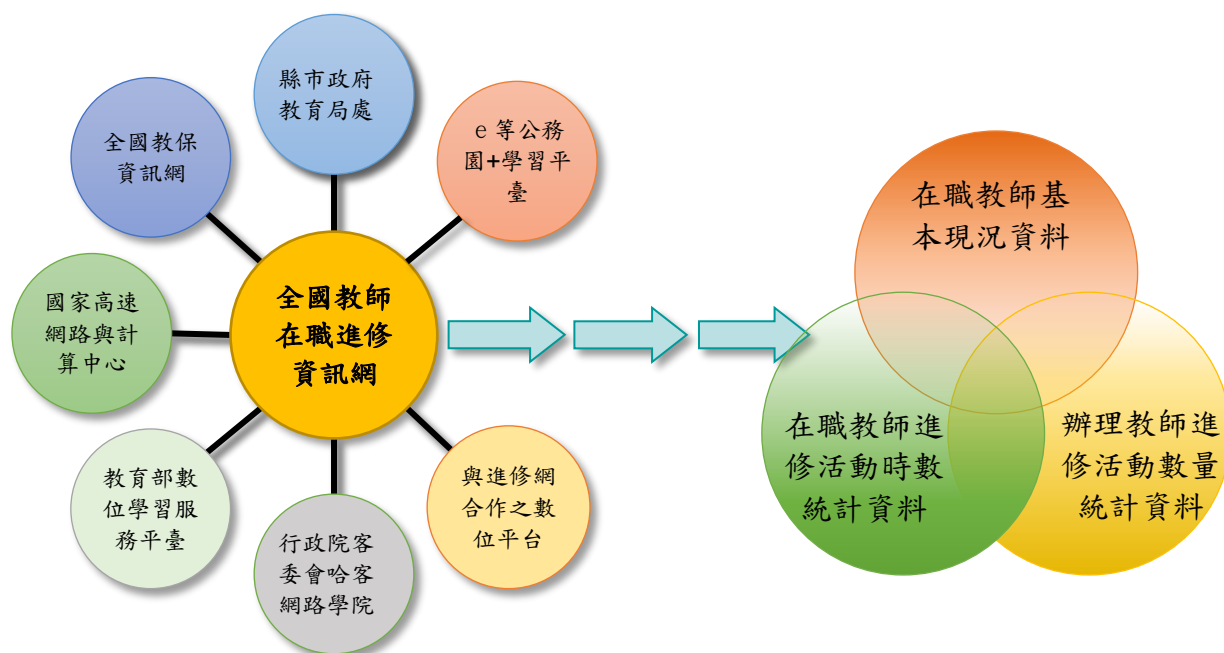 縣市政府
教育局處
e 等公務
園+學習平
臺
全國教保
資訊網
國家高速
網路與計
算中心
全國教師
在職進修
資訊網
教育部數
位學習服
務平臺
行政院客
委會哈客
網路學院
與進修網
合作之數
位平台
在職教師基
本現況資料
在職教師進
修活動時數
統計資料
辦理教師進
修活動數量
統計資料